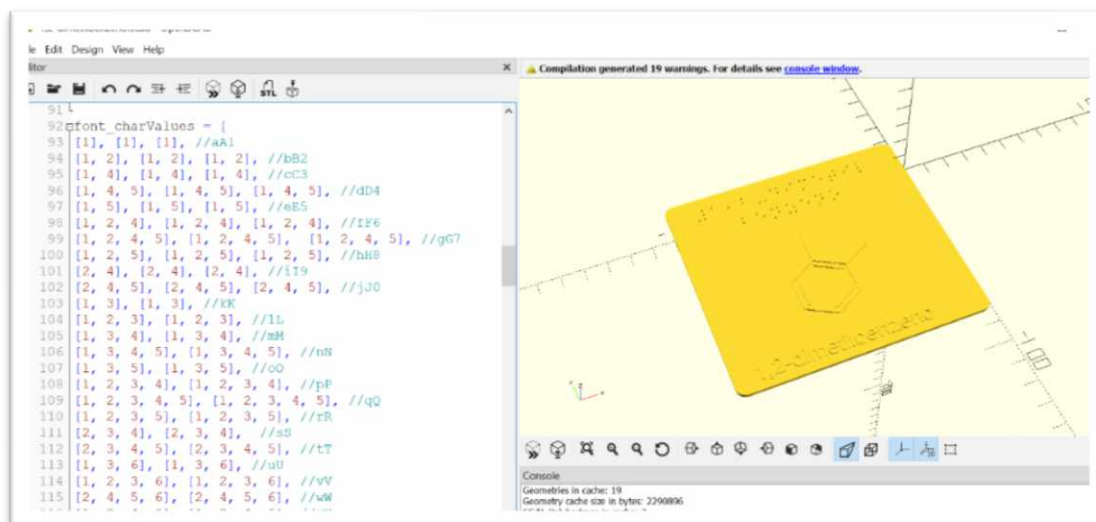 le Edit Design View Help
itor
Compilation generated 19 warnings. For details see console window.
STL
91
92 font_charValues = [
93 [1], [1], [1], //aA1
94 [1, 2], [1, 2], [1, 2], //bB2
95 [1, 4], [1, 4], [1, 4], //cC3
96 [1, 4, 5], [1, 4, 5], [1, 4, 5], //dD4
97 [1, 5], [1, 5], [1, 5], //eE5
98 [1, 2, 4], [1, 2, 4], [1, 2, 4], //fF6
99 [1, 2, 4, 5], [1, 2, 4, 5], [1, 2, 4, 5], //gG7
100 [1, 2, 5], [1, 2, 5], [1, 2, 5], //hH8
101 [2, 4], [2, 4], [2, 4], //iI9
102 [2, 4, 5], [2, 4, 5], [2, 4, 5], //jJ0
103 [1, 3], [1, 3], //kK
104 [1, 2, 3], [1, 2, 3], //lL
105 [1, 3, 4], [1, 3, 4], //mM
106 [1, 3, 4, 5], [1, 3, 4, 5], //nN
107 [1, 3, 5], [1, 3, 5], //oO
108 [1, 2, 3, 4], [1, 2, 3, 4], //pP
109 [1, 2, 3, 4, 5], [1, 2, 3, 4, 5], //qQ
110 [1, 2, 3, 5], [1, 2, 3, 5], //rR
111 [2, 3, 4], [2, 3, 4], //sS
112 [2, 3, 4, 5], [2, 3, 4, 5], //tT
113 [1, 3, 6], [1, 3, 6], //uU
114 [1, 2, 3, 6], [1, 2, 3, 6], //vV
115 [2, 4, 5, 6], [2, 4, 5, 6], //wW
1,2-dimetilbenzeno
100
Console
Geometries in cache: 19
Geometry cache size in bytes: 2290896